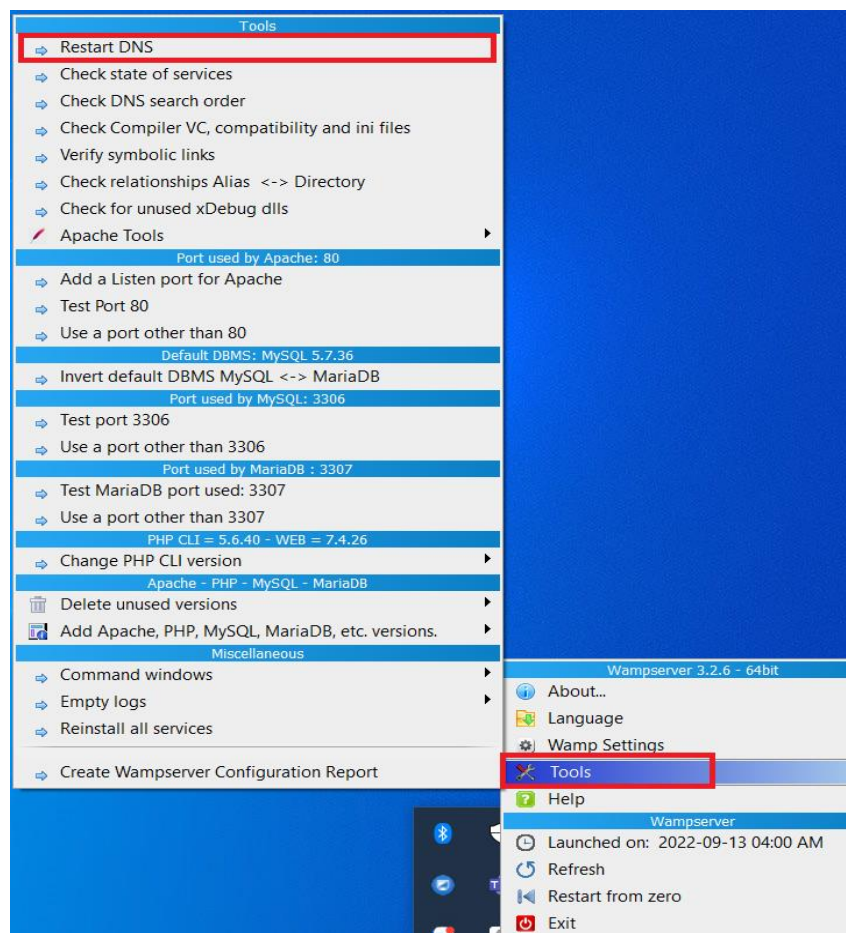 Tools
Restart DNS
Check state of services
Check DNS search order
Check Compiler VC, compatibility and ini files
Verify symbolic links
Check relationships Alias <-> Directory
Check for unused xDebug dlls
Apache Tools
Port used by Apache: 80
Add a Listen port for Apache
Test Port 80
Use a port other than 80
Default DBMS: MySQL 5.7.36
Invert default DBMS MySQL <-> MariaDB
Port used by MySQL: 3306
Test port 3306
Use a port other than 3306
Port used by MariaDB : 3307
Test MariaDB port used: 3307
Use a port other than 3307
PHP CLI = 5.6.40 - WEB = 7.4.26
Change PHP CLI version
Apache - PHP - MySQL - MariaDB
Delete unused versions
Add Apache, PHP, MySQL, MariaDB, etc. versions.
Miscellaneous
Command windows
Empty logs
Reinstall all services
Create Wampserver Configuration Report
Wampserver 3.2.6 - 64bit
About...
Language
Wamp Settings
Tools
Help
Wampserver
Launched on: 2022-09-13 04:00 AM
Refresh
Restart from zero
Exit